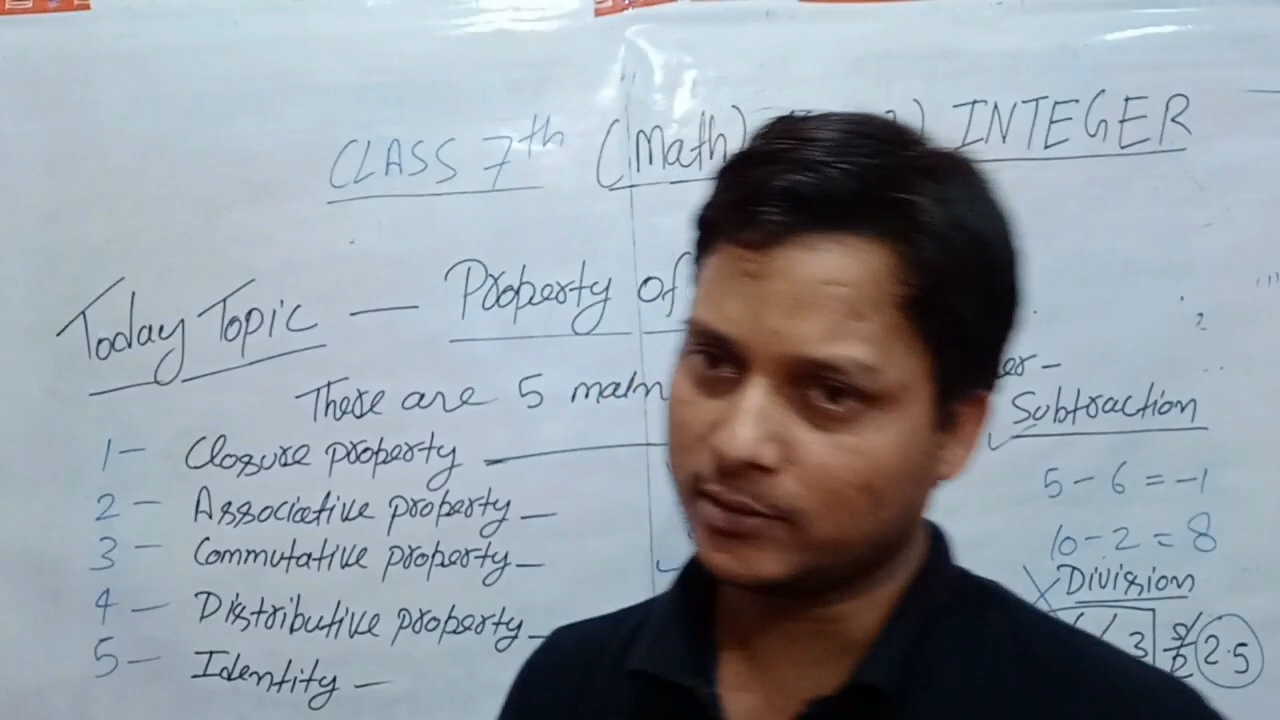 CLASS 7th (Math) INTEGER
Today Topic — Property of
There are 5 main
Subtraction
1- Closure property
5 - 6 = -1
2 - Associative property -
10 - 2 = 8
3 - Commutative property -
Division
4 - Distributive property -
3 2.5
5 - Identity -